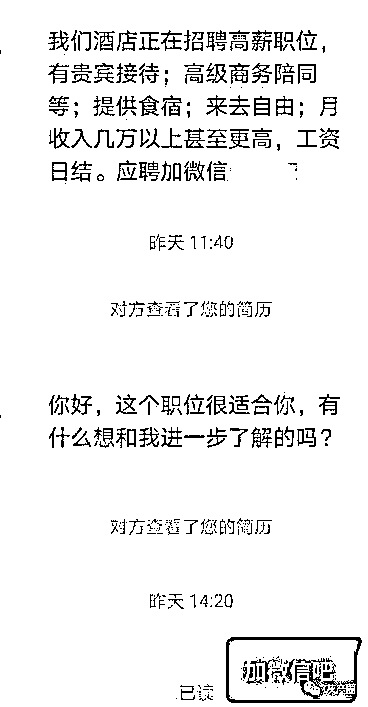 我们酒店正在招聘高薪职位，
有贵宾接待；高级商务陪同
等；提供食宿；来去自由；月
收入几万以上甚至更高，工资
日结。应聘加微信
昨天 11:40
对方查看了您的简历
你好，这个职位很适合你，有
什么想和我进一步了解的吗？
对方查看了您的简历
昨天 14:20
已读
加微信吧